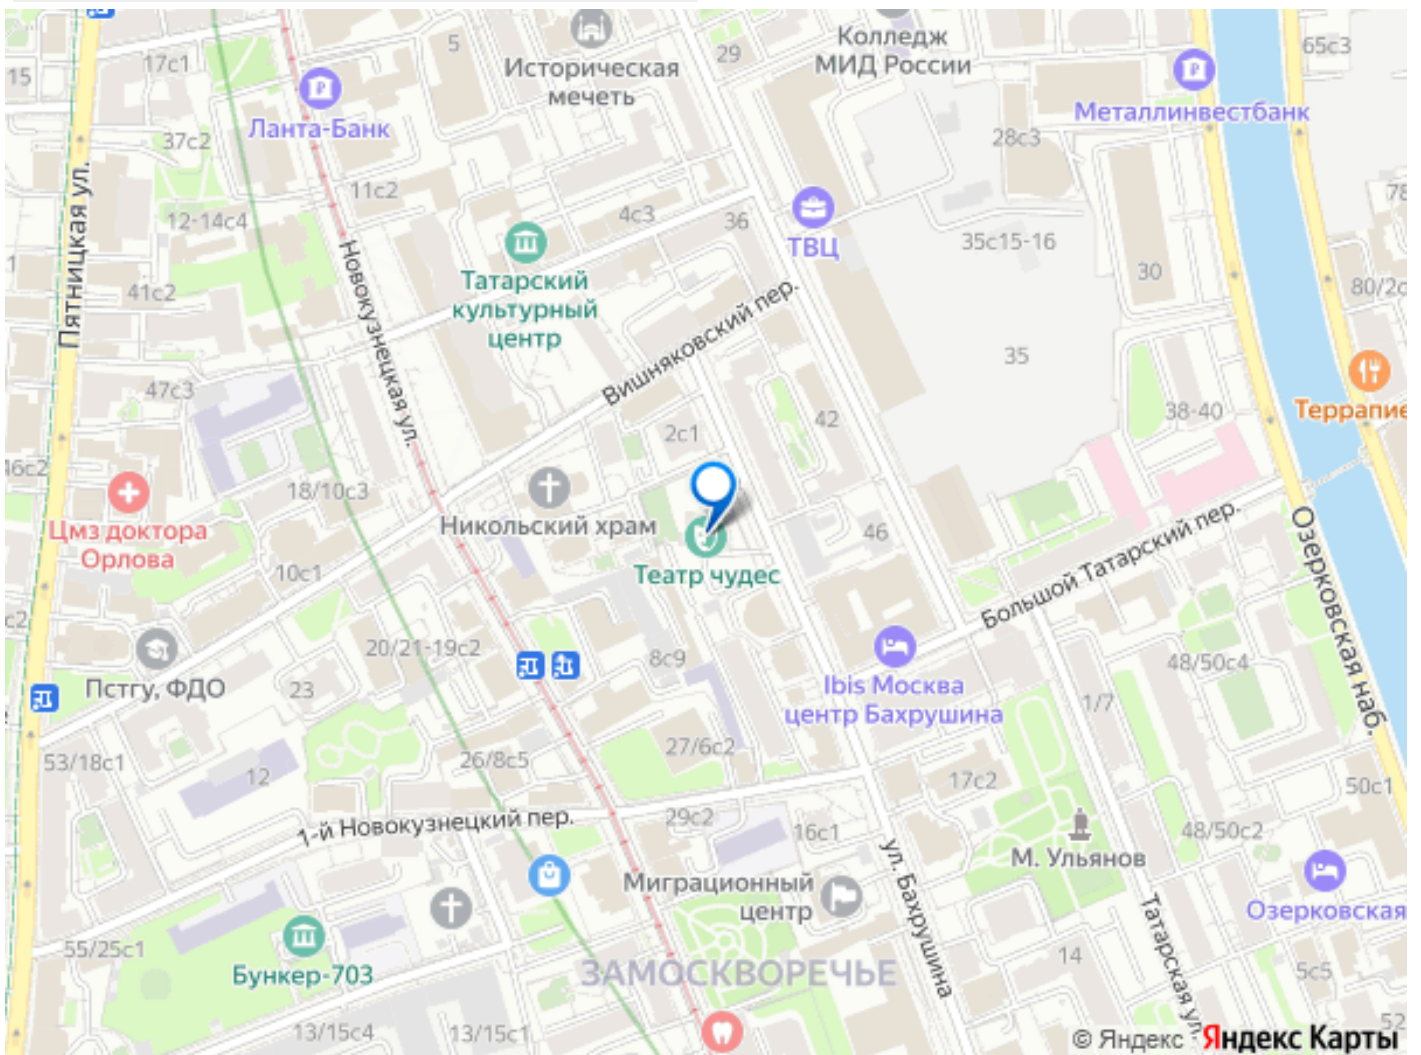 5
29
Колледж
МИД России
65с3
15
17с1
Историческая
мечеть
Ланта-Банк
Металлинвестбанк
37с2
28с3
11с2
12-14с4
4с3
36
78
ТВЦ
35с15-16
30
1
41с2
Татарский
культурный
центр
80/2с
Пятницкая ул.
Новокузнецкая ул.
Вишняковский пер.
35
47с3
38-40
Террапие
2с1
42
46с2
18/10с3
Никольский храм
Цмз доктора
Орлова
46
Театр чудес
10с1
Большой Татарский пер.
Озерковская наб.
с2
20/21-19с2
8с9
48/50с4
Пстгу, ФДО
23
Ibis Москва
центр Бахрушина
1/7
53/18с1
12
26/8с5
27/6с2
17с2
50с1
1-й Новокузнецкий пер.
29с2
16с1
48/50с2
М. Ульянов
ул. Бахрушина
Миграционный
центр
Озерковская
Татарская ул.
55/25с1
Бункер-703
ЗАМОСКВОРЕЧЬЕ
14
5с5
13/15с4
13/15с1
52
© Яндекс
Яндекс Карты